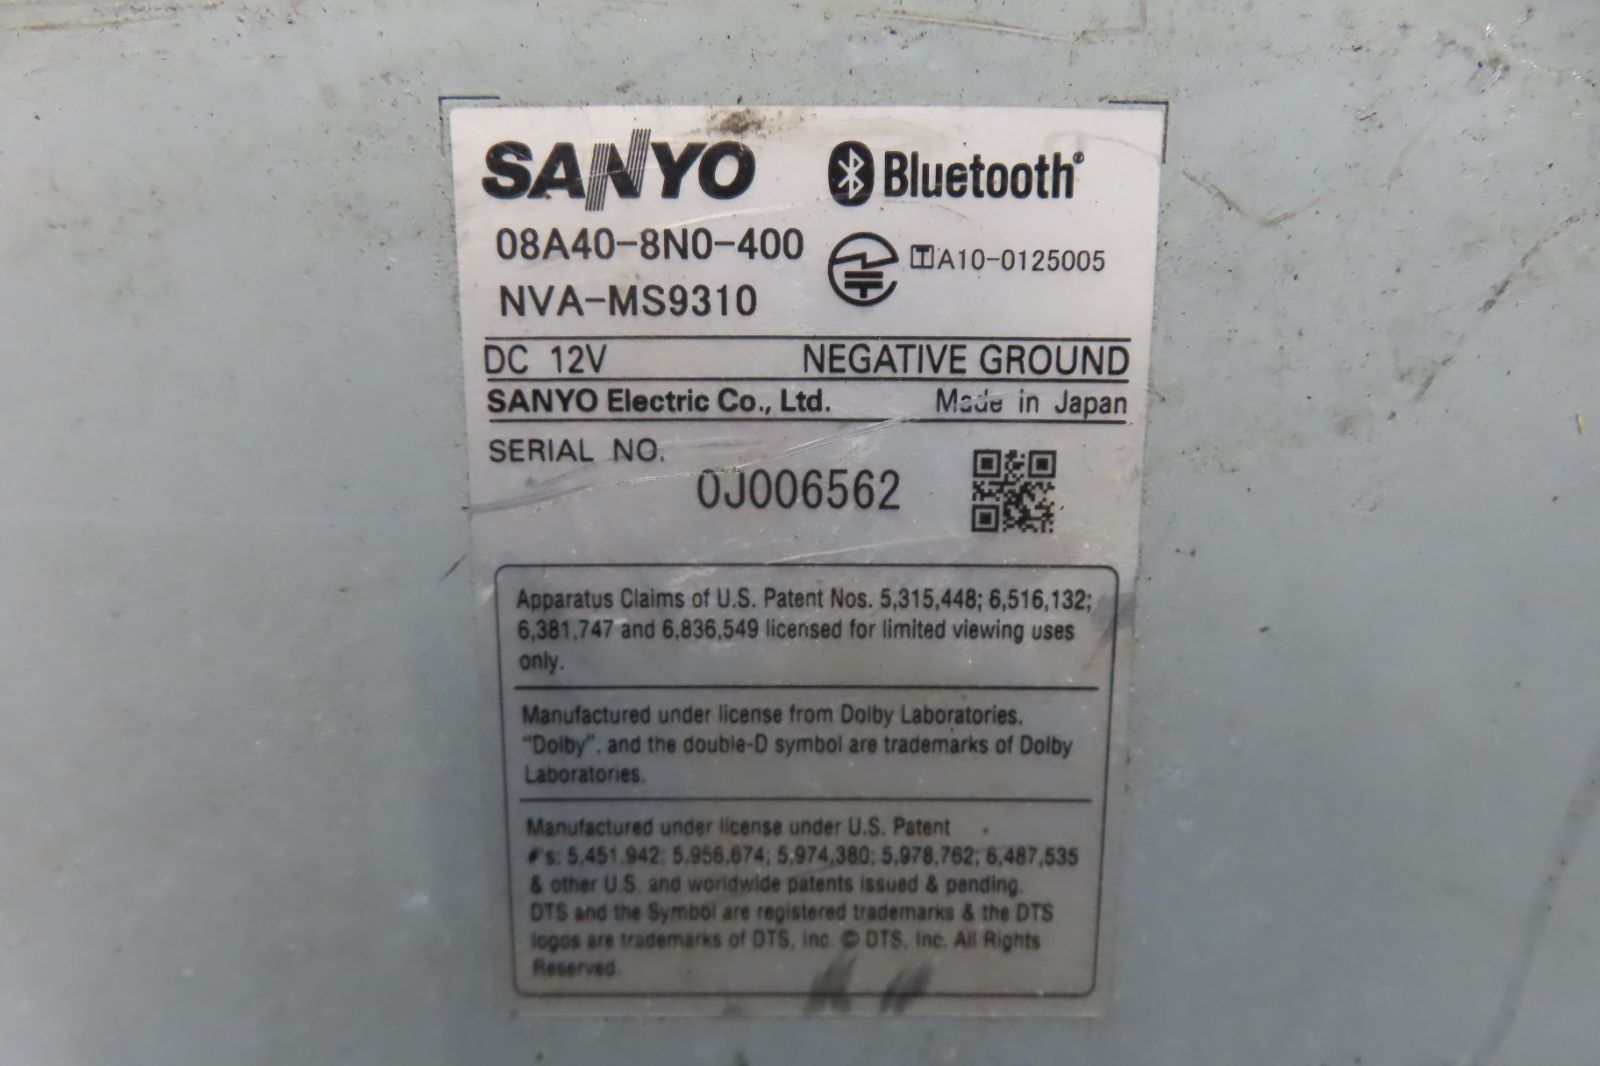 SANYO
Bluetooth®
08A40-8N0-400
T A10-0125005
NVA-MS9310
DC 12V NEGATIVE GROUND
SANYO Electric Co., Ltd. Made in Japan
SERIAL NO.
0J006562
Apparatus Claims of U.S. Patent Nos. 5,315,448; 6,516,132;
6,381,747 and 6,836,549 licensed for limited viewing uses
only.
Manufactured under license from Dolby Laboratories.
"Dolby". and the double-D symbol are trademarks of Dolby
Laboratories.
Manufactured under license under U.S. Patent
#'s: 5,451,942; 5,956,674; 5,974,380; 5,978,762; 6,487,535
& other U.S. and worldwide patents issued & pending.
DTS and the Symbol are registered trademarks & the DTS
logos are trademarks of DTS, Inc. © DTS, Inc. All Rights
Reserved.